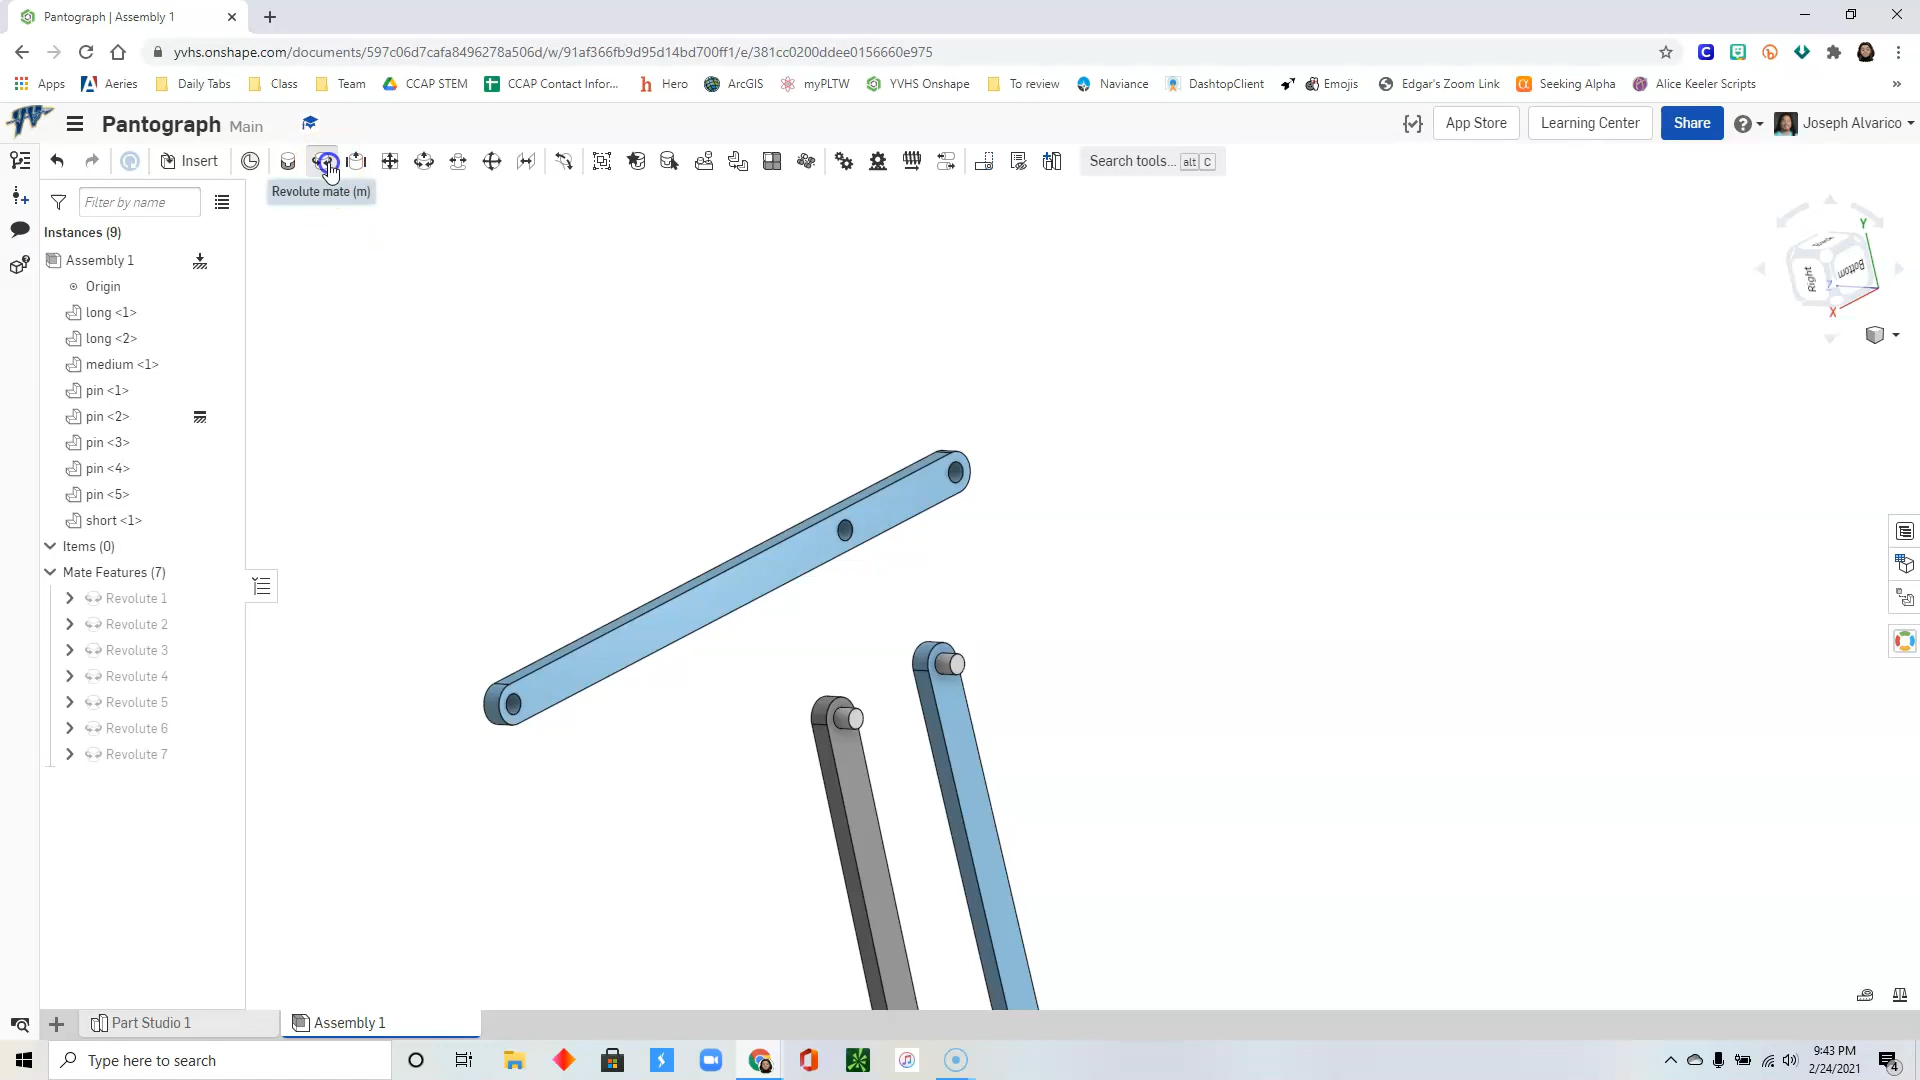 Pantograph | Assembly 1
yvhs.onshape.com/documents/597c06d7cafa8496278a506d/w/91af366fb9d95d14bd700ff1/e/381cc0200ddee0156660e975
Apps Aeries Daily Tabs Class Team CCAP STEM CCAP Contact Infor... Hero ArcGIS myPLTW YVHS Onshape To review Naviance DashtopClient Emojis Edgar's Zoom Link Seeking Alpha Alice Keeler Scripts »
Pantograph Main App Store Learning Center Share Joseph Alvarico
Insert Search tools... alt C
Revolute mate (m)
Filter by name
Instances (9)
Assembly 1
Origin
long <1>
long <2>
medium <1>
pin <1>
pin <2>
pin <3>
pin <4>
pin <5>
short <1>
Items (0)
Mate Features (7)
Revolute 1
Revolute 2
Revolute 3
Revolute 4
Revolute 5
Revolute 6
Revolute 7
Y
Right Bottom
Z
X
Part Studio 1 Assembly 1
Type here to search
9:43 PM
2/24/2021
4